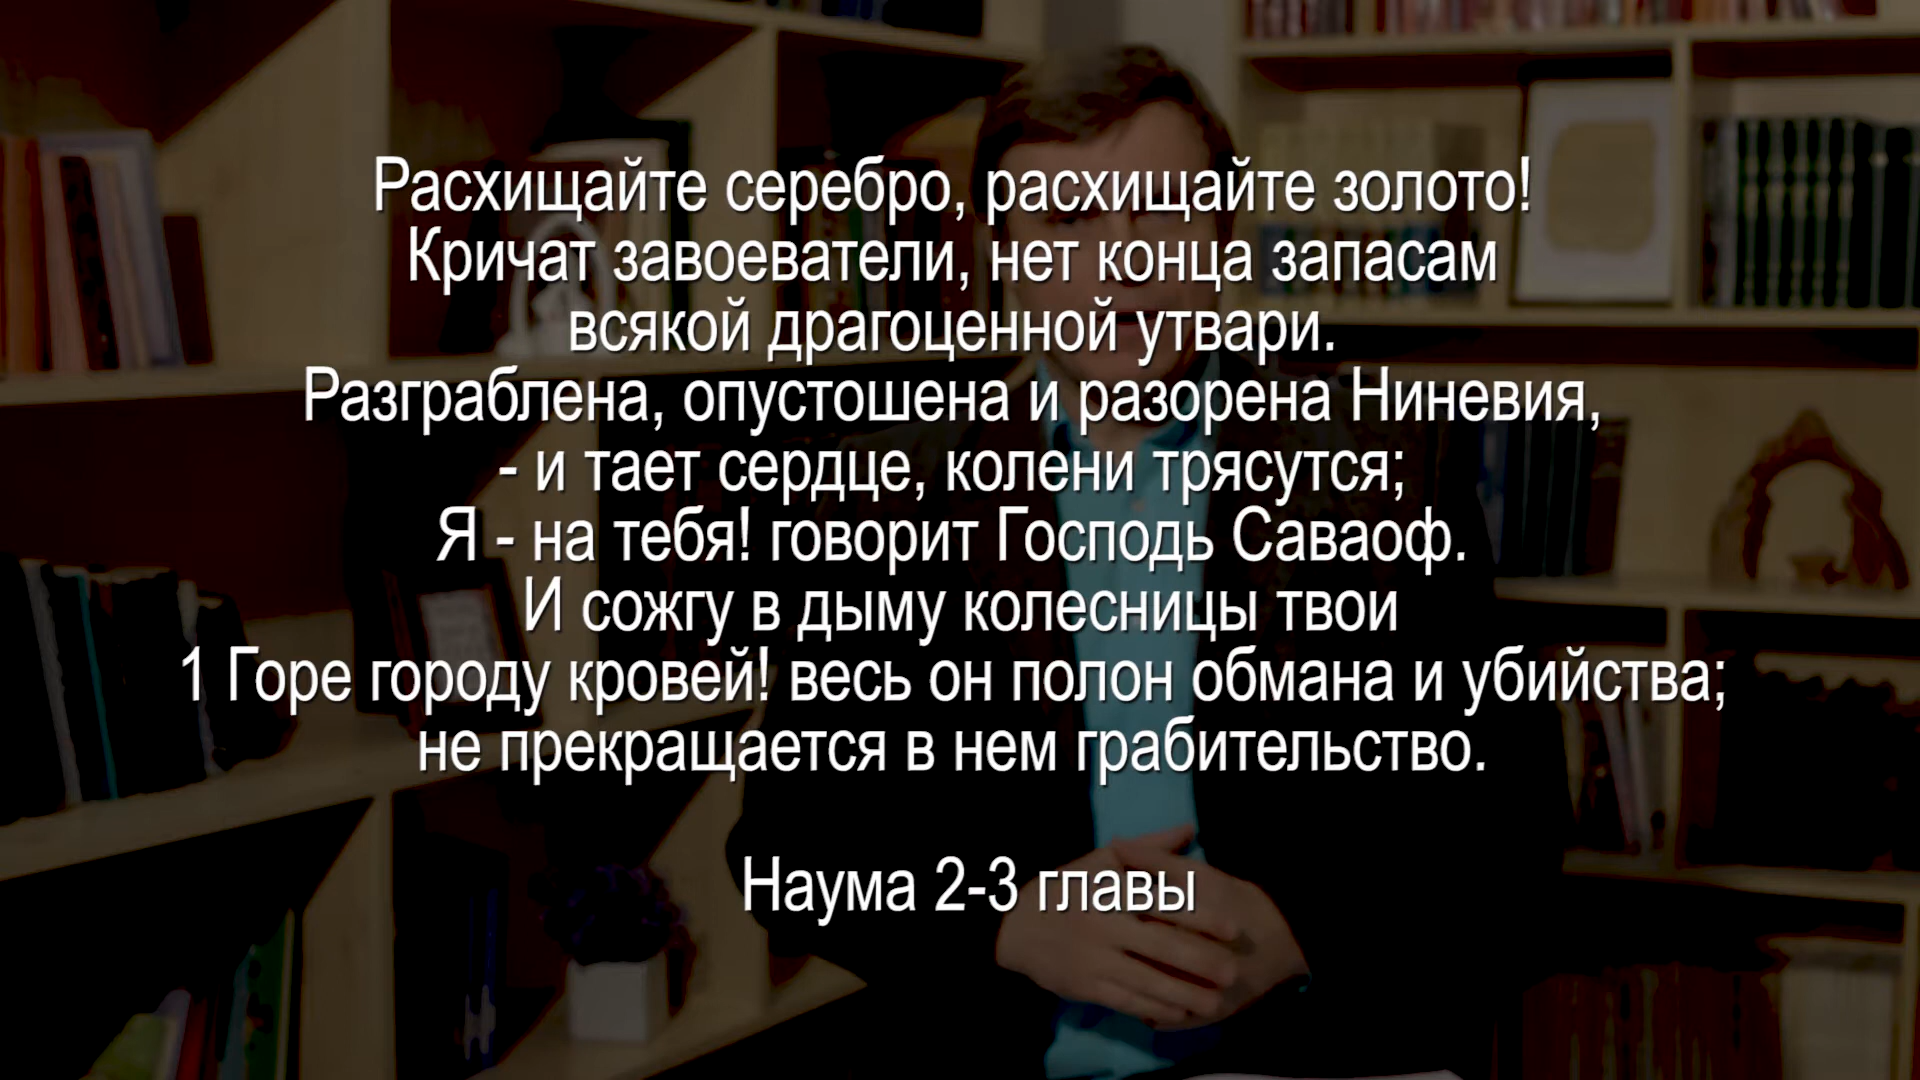 Расхищайте серебро, расхищайте золото!
Кричат завоеватели, нет конца запасам
всякой драгоценной утвари.
Разграблена, опустошена и разорена Ниневия,
- и тает сердце, колени трясутся;
Я - на тебя! говорит Господь Саваоф.
И сожгу в дыму колесницы твои
1 Горе городу кровей! весь он полон обмана и убийства;
не прекращается в нем грабительство.
Наума 2-3 главы